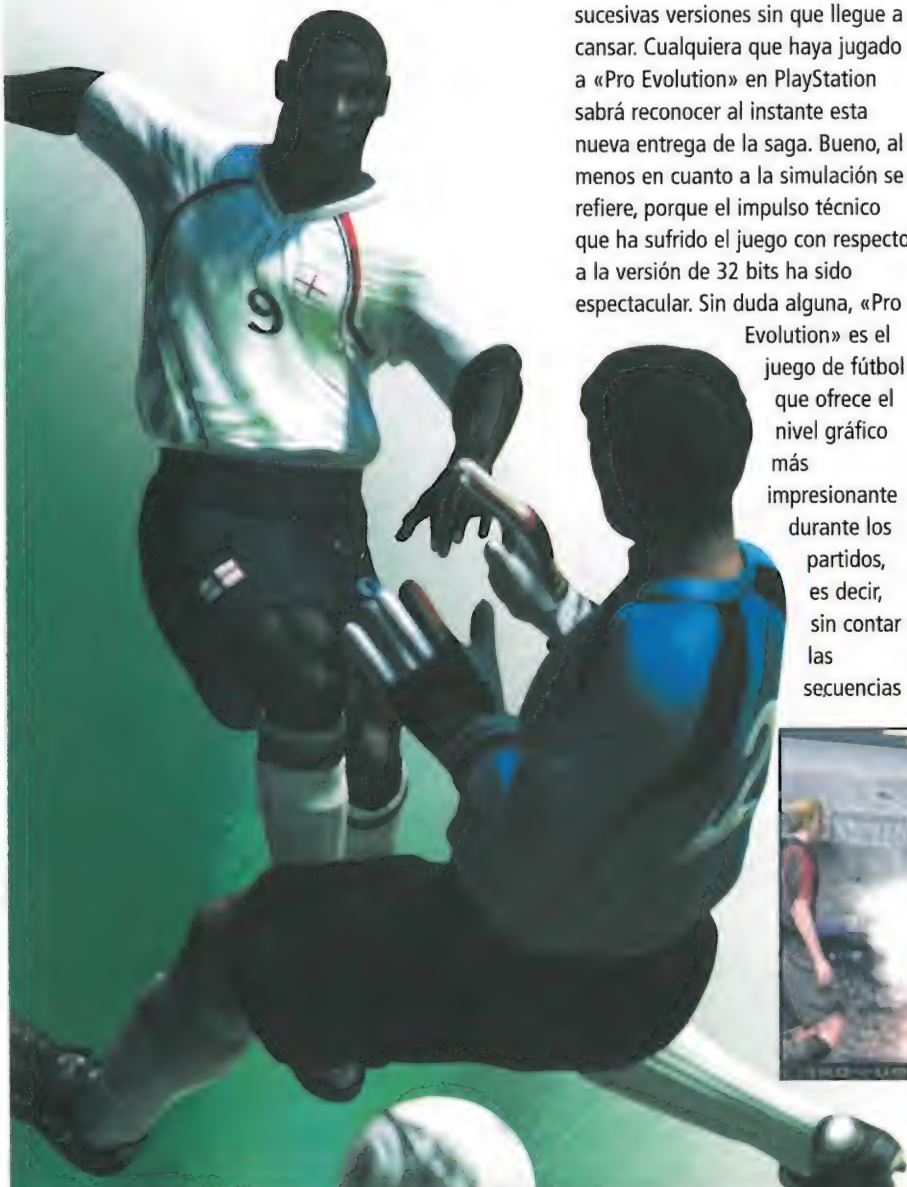 sucesivas versiones sin que llegue a
cansar. Cualquiera que haya jugado
a «Pro Evolution» en PlayStation
sabrá reconocer al instante esta
nueva entrega de la saga. Bueno, al
menos en cuanto a la simulación se
refiere, porque el impulso técnico
que ha sufrido el juego con respecto
a la versión de 32 bits ha sido
espectacular. Sin duda alguna, «Pro
Evolution» es el
juego de fútbol
que ofrece el
nivel gráfico
más
impresionante
durante los
partidos,
es decir,
sin contar
las
secuencias
9